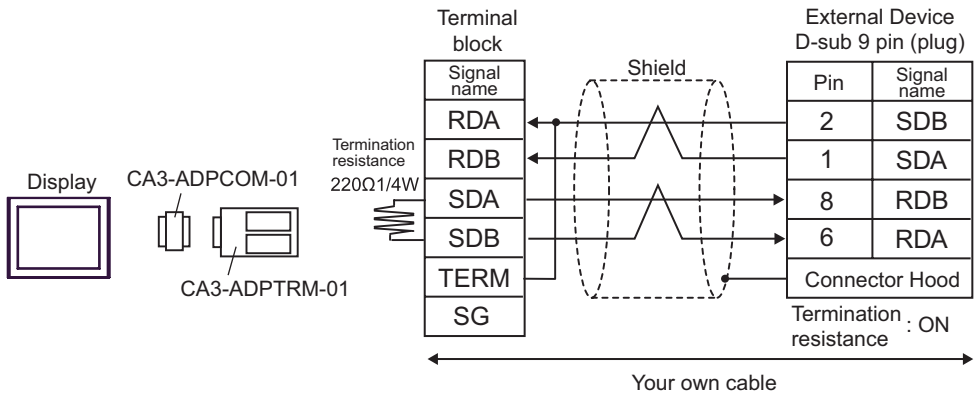 Display
CA3-ADPCOM-01
CA3-ADPTRM-01
Termination
resistance
220Ω1/4W
Terminal
block
Signal
name
RDA
RDB
SDA
SDB
TERM
SG
Shield
External Device
D-sub 9 pin (plug)
Pin
Signal
name
2 SDB
1 SDA
8 RDB
6 RDA
Connector Hood
Termination
resistance : ON
Your own cable